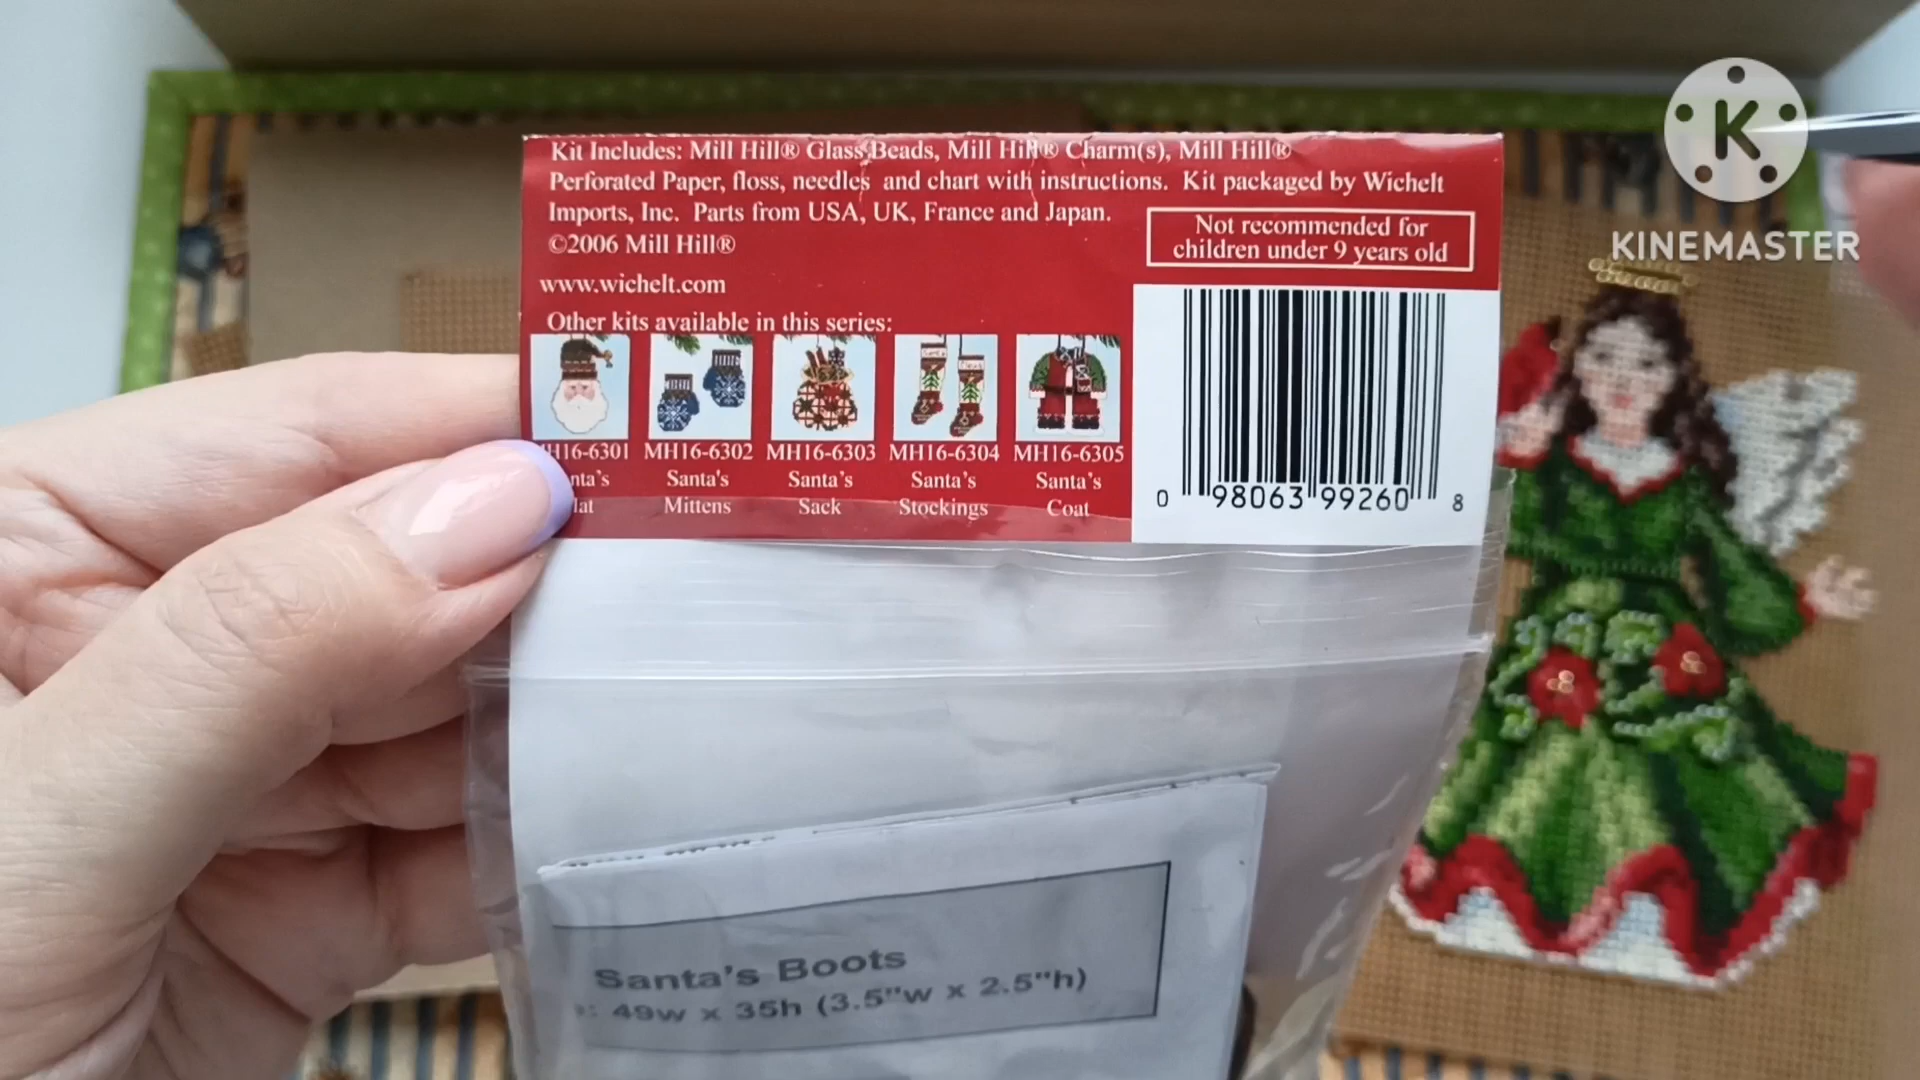 Kit Includes: Mill Hill® Glass Beads, Mill Hill® Charm(s), Mill Hill®
Perforated Paper, floss, needles and chart with instructions. Kit packaged by Wichelt
Imports, Inc. Parts from USA, UK, France and Japan.
©2006 Mill Hill®
www.wichelt.com
Not recommended for
children under 9 years old
Other kits available in this series:
H16-6301 MH16-6302 MH16-6303 MH16-6304 MH16-6305
nta's Santa's Santa's Santa's Santa's
lat Mittens Sack Stockings Coat
0 98063 99260 8
Santa's Boots
: 49w x 35h (3.5"w x 2.5"h)
K
KINEMASTER